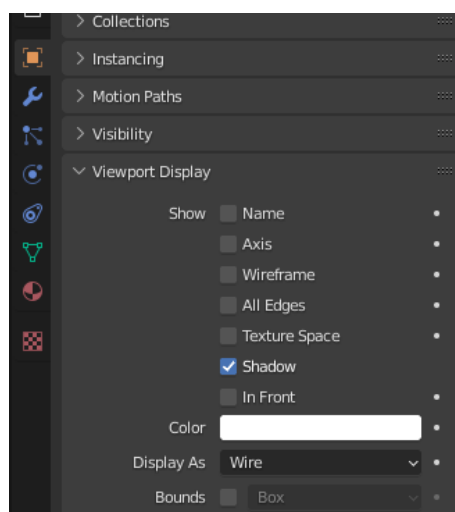 Collections
Instancing
Motion Paths
Visibility
Viewport Display
Show Name
Axis
Wireframe
All Edges
Texture Space
Shadow
In Front
Color
Display As Wire
Bounds Box